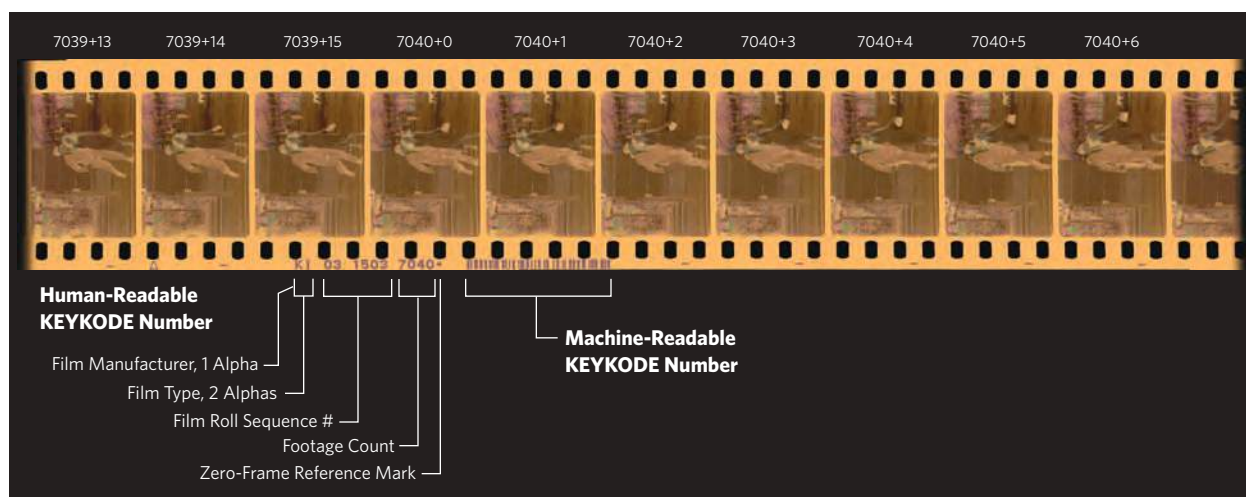 7039+13 7039+14 7039+15 7040+0 7040+1 7040+2 7040+3 7040+4 7040+5 7040+6
03 1503 7040•
Human-Readable
KEYKODE Number
Film Manufacturer, 1 Alpha
Film Type, 2 Alphas
Film Roll Sequence #
Footage Count
Zero-Frame Reference Mark
Machine-Readable
KEYKODE Number